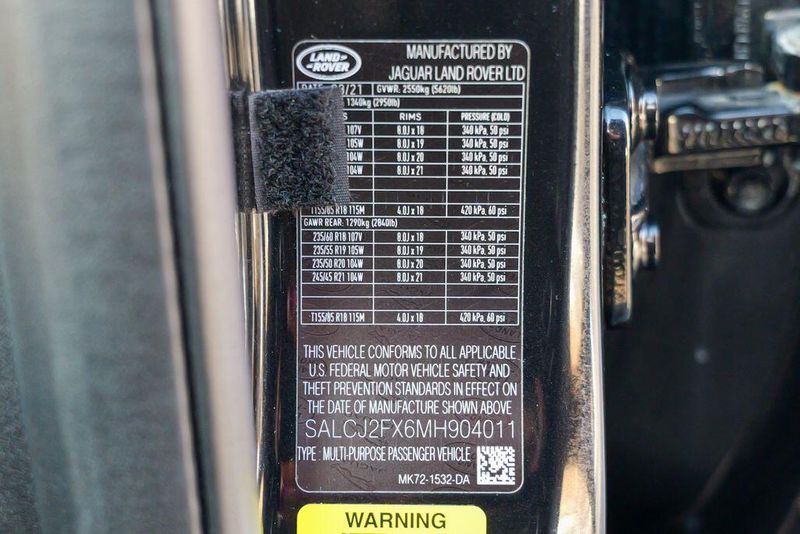 LAND ROVER
MANUFACTURED BY
JAGUAR LAND ROVER LTD
/21 GVWR: 2550kg (5620lb)
1340kg (2950lb)
RIMS PRESSURE (COLD)
107V 8.0J x 18 340 kPa, 50 psi
105W 8.0J x 19 340 kPa, 50 psi
104W 8.0J x 20 340 kPa, 50 psi
104W 8.0J x 21 340 kPa, 50 psi
T155/85 R18 115M 4.0J x 18 420 kPa, 60 psi
GAWR REAR: 1290kg (2840lb)
235/60 R18 107V 8.0J x 18 340 kPa, 50 psi
235/55 R19 105W 8.0J x 19 340 kPa, 50 psi
235/50 R20 104W 8.0J x 20 340 kPa, 50 psi
245/45 R21 104W 8.0J x 21 340 kPa, 50 psi
T155/85 R18 115M 4.0J x 18 420 kPa, 60 psi
THIS VEHICLE CONFORMS TO ALL APPLICABLE
U.S. FEDERAL MOTOR VEHICLE SAFETY AND
THEFT PREVENTION STANDARDS IN EFFECT ON
THE DATE OF MANUFACTURE SHOWN ABOVE
SALCJ2FX6MH904011
TYPE : MULTI-PURPOSE PASSENGER VEHICLE
MK72-1532-DA
WARNING